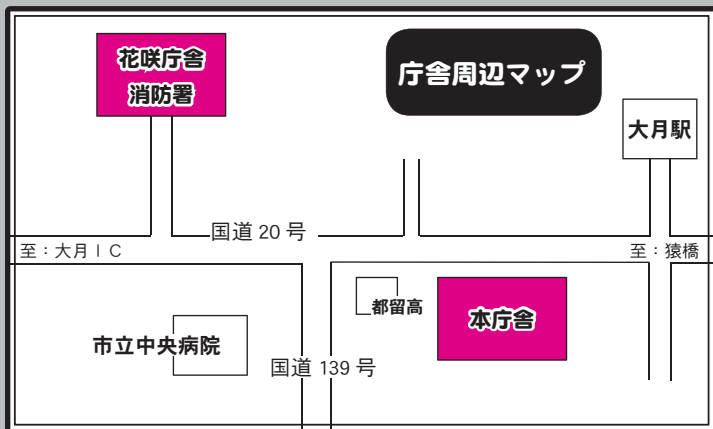 花咲庁舎
消防署
庁舎周辺マップ
大月駅
国道 20 号
至：大月ＩＣ
至：猿橋
都留高
本庁舎
市立中央病院
国道 139 号